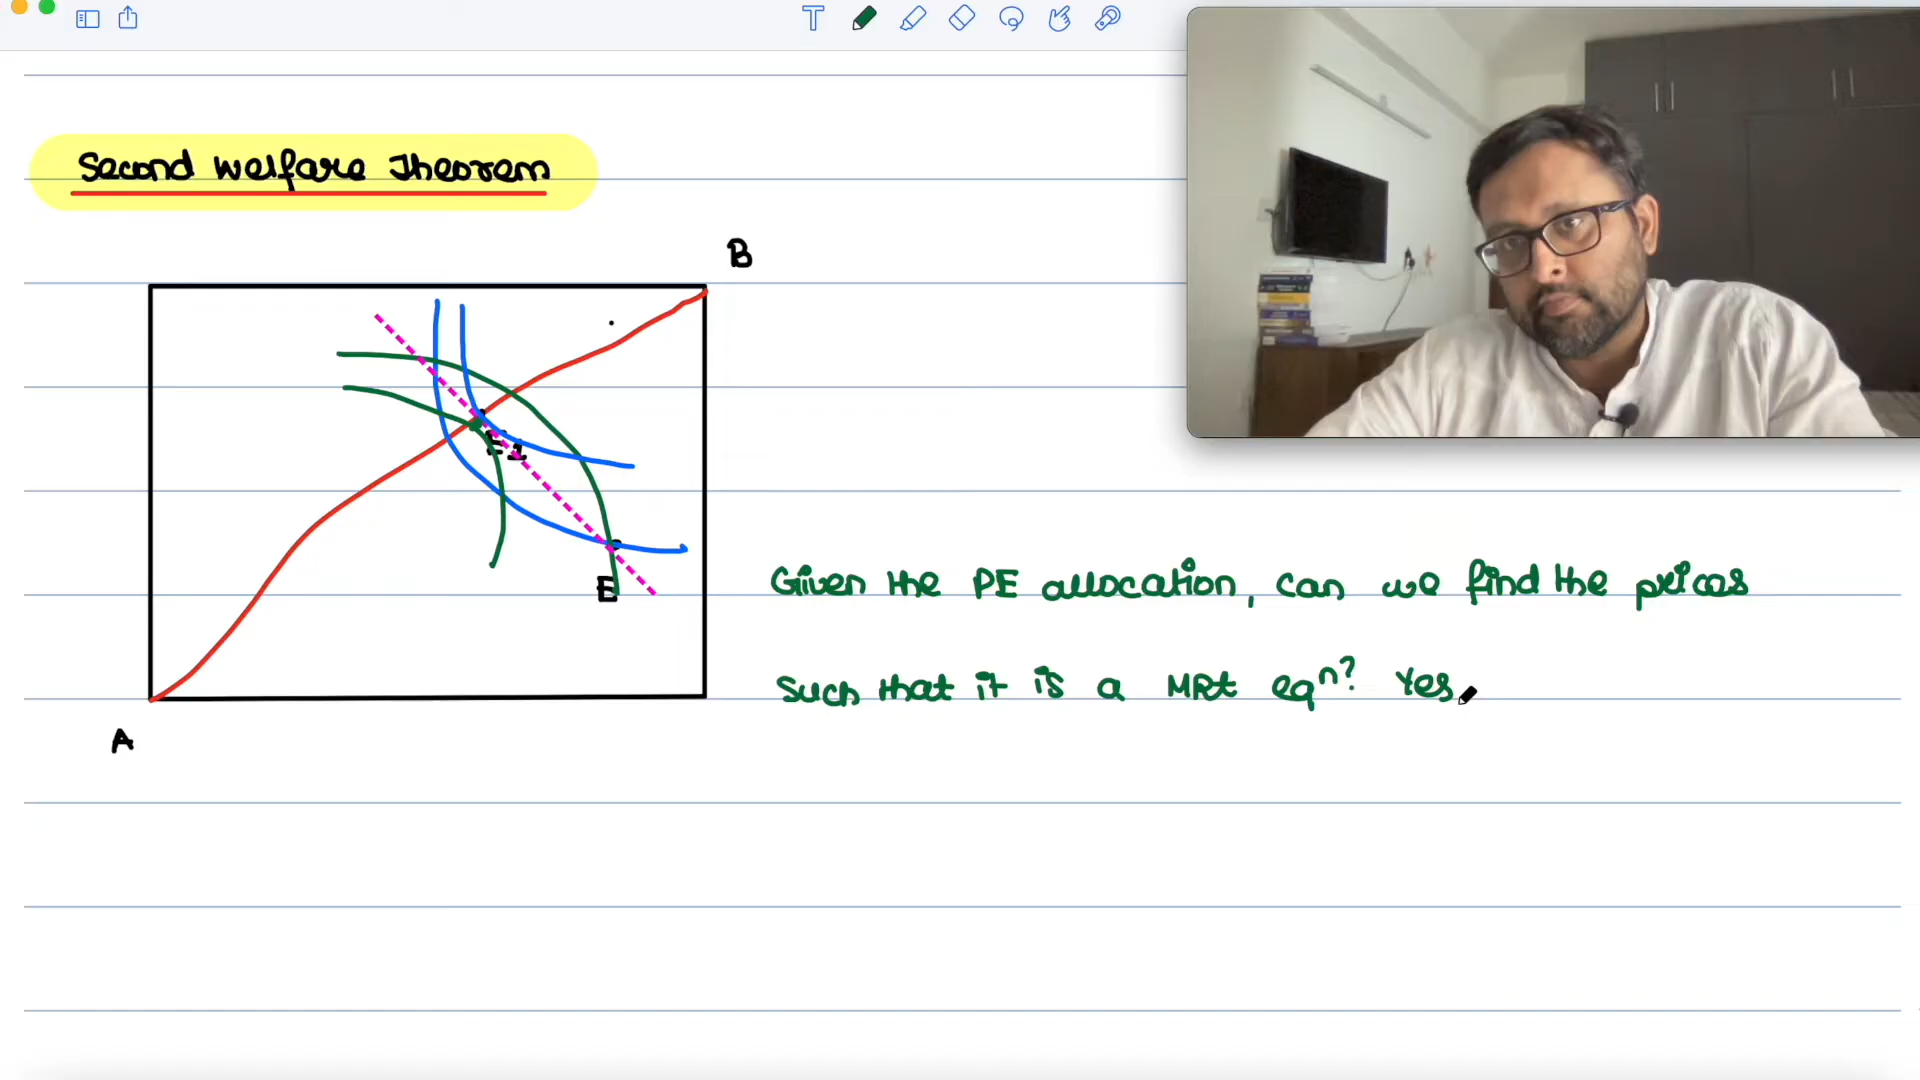 Second Welfare Theorem
B
E1
E
Given the PE allocation, can we find the prices
such that it is a MRt eqn? Yes.
A